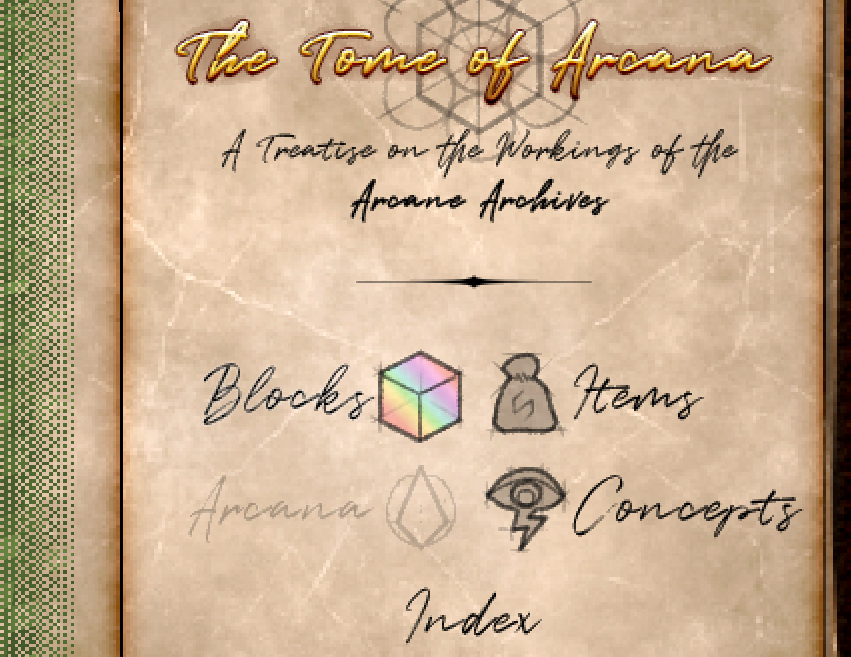 The Tome of Arcana
A Treatise on the Workings of the
Arcane Archives
Blocks Items
Arcana Concepts
Index